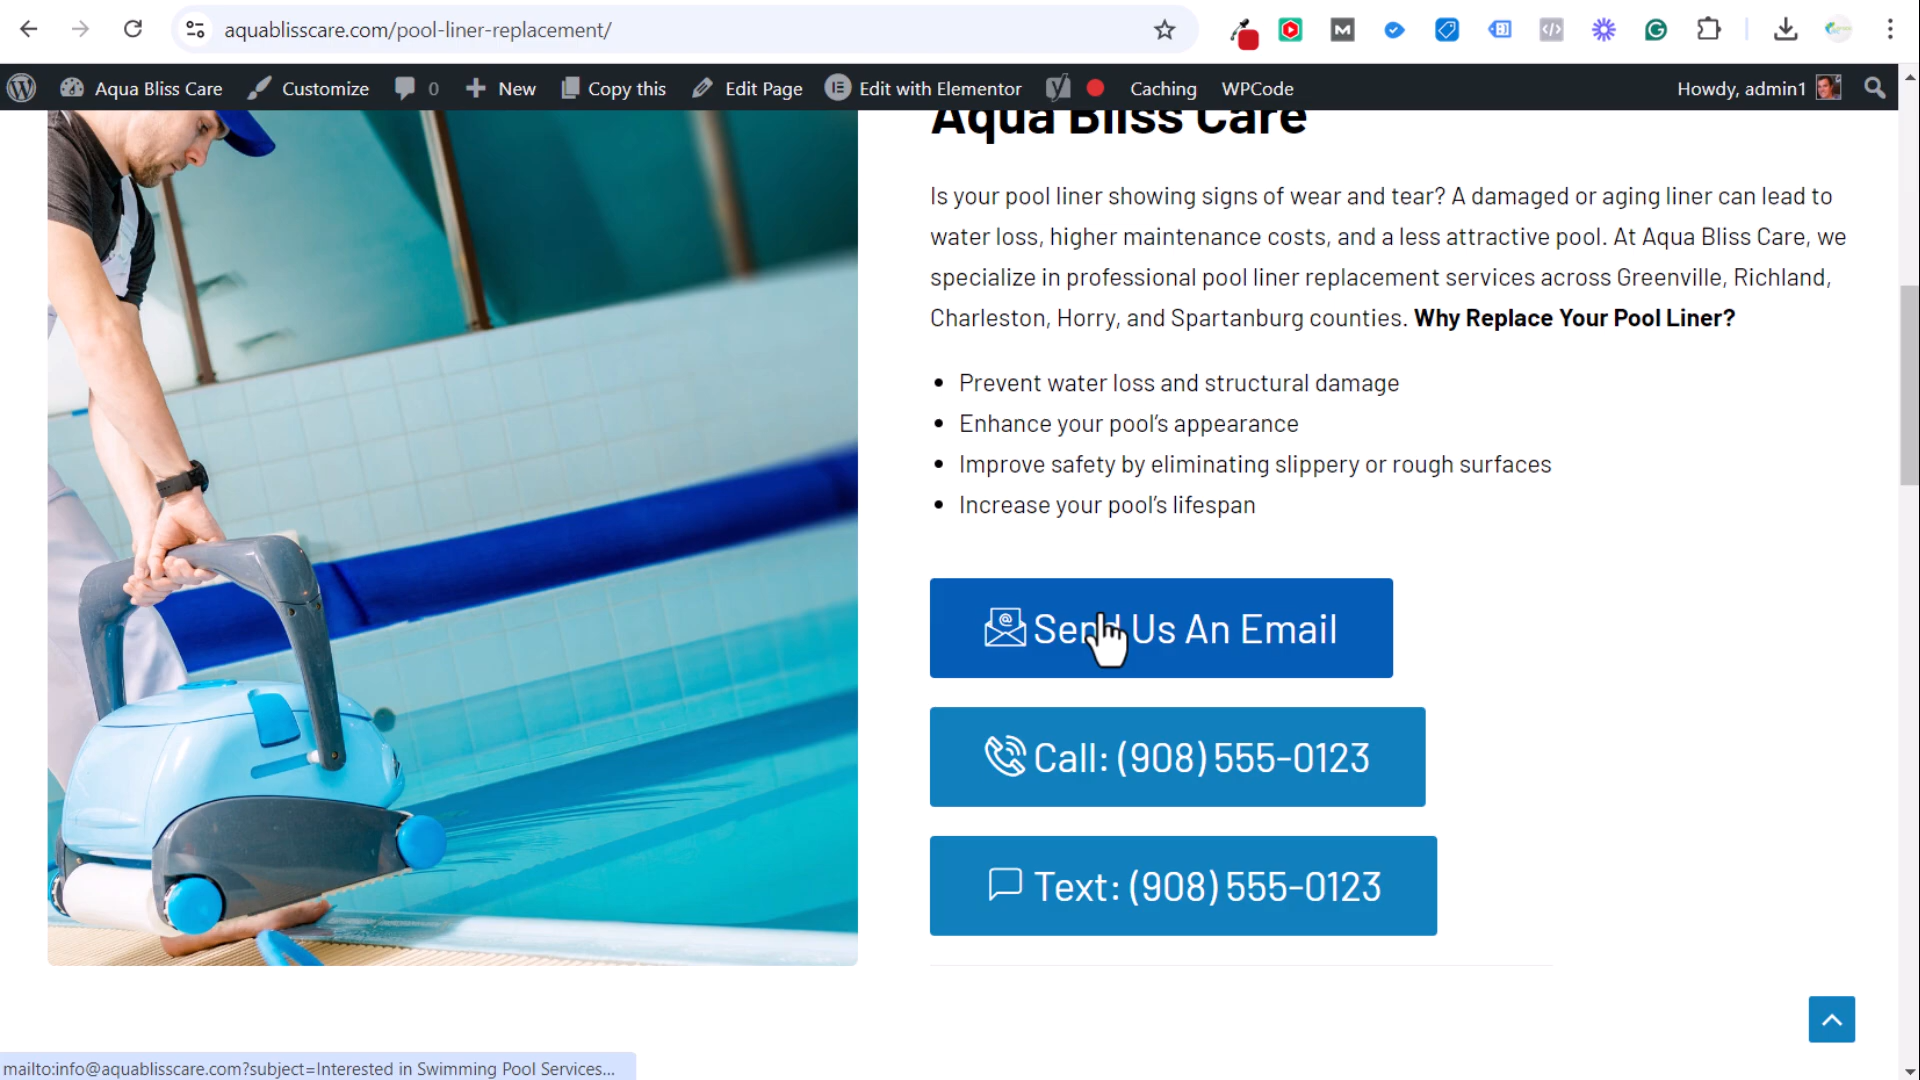 aquablisscare.com/pool-liner-replacement/
Aqua Bliss Care 0 New Copy this Edit Page Edit with Elementor Caching WPCode Howdy, admin1
Aqua Bliss Care
Is your pool liner showing signs of wear and tear? A damaged or aging liner can lead to
water loss, higher maintenance costs, and a less attractive pool. At Aqua Bliss Care, we
specialize in professional pool liner replacement services across Greenville, Richland,
Charleston, Horry, and Spartanburg counties. Why Replace Your Pool Liner?
• Prevent water loss and structural damage
• Enhance your pool's appearance
• Improve safety by eliminating slippery or rough surfaces
• Increase your pool's lifespan
Send Us An Email
Call: (908) 555-0123
Text: (908) 555-0123
mailto:info@aquablisscare.com?subject=Interested in Swimming Pool Services...